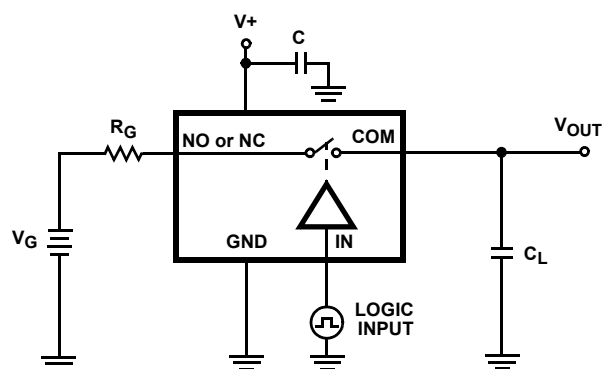 V+
C
RG
NO or NC
COM
VOUT
VG
GND
IN
CL
LOGIC
INPUT